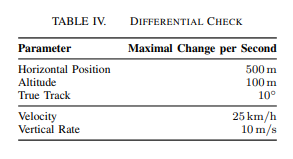 TABLE IV. DIFFERENTIAL CHECK
Parameter Maximal Change per Second
Horizontal Position 500 m
Altitude 100 m
True Track 10°
Velocity 25 km/h
Vertical Rate 10 m/s